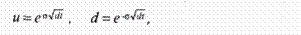 u = e^{σ√dt}, d = e^{-σ√dt},